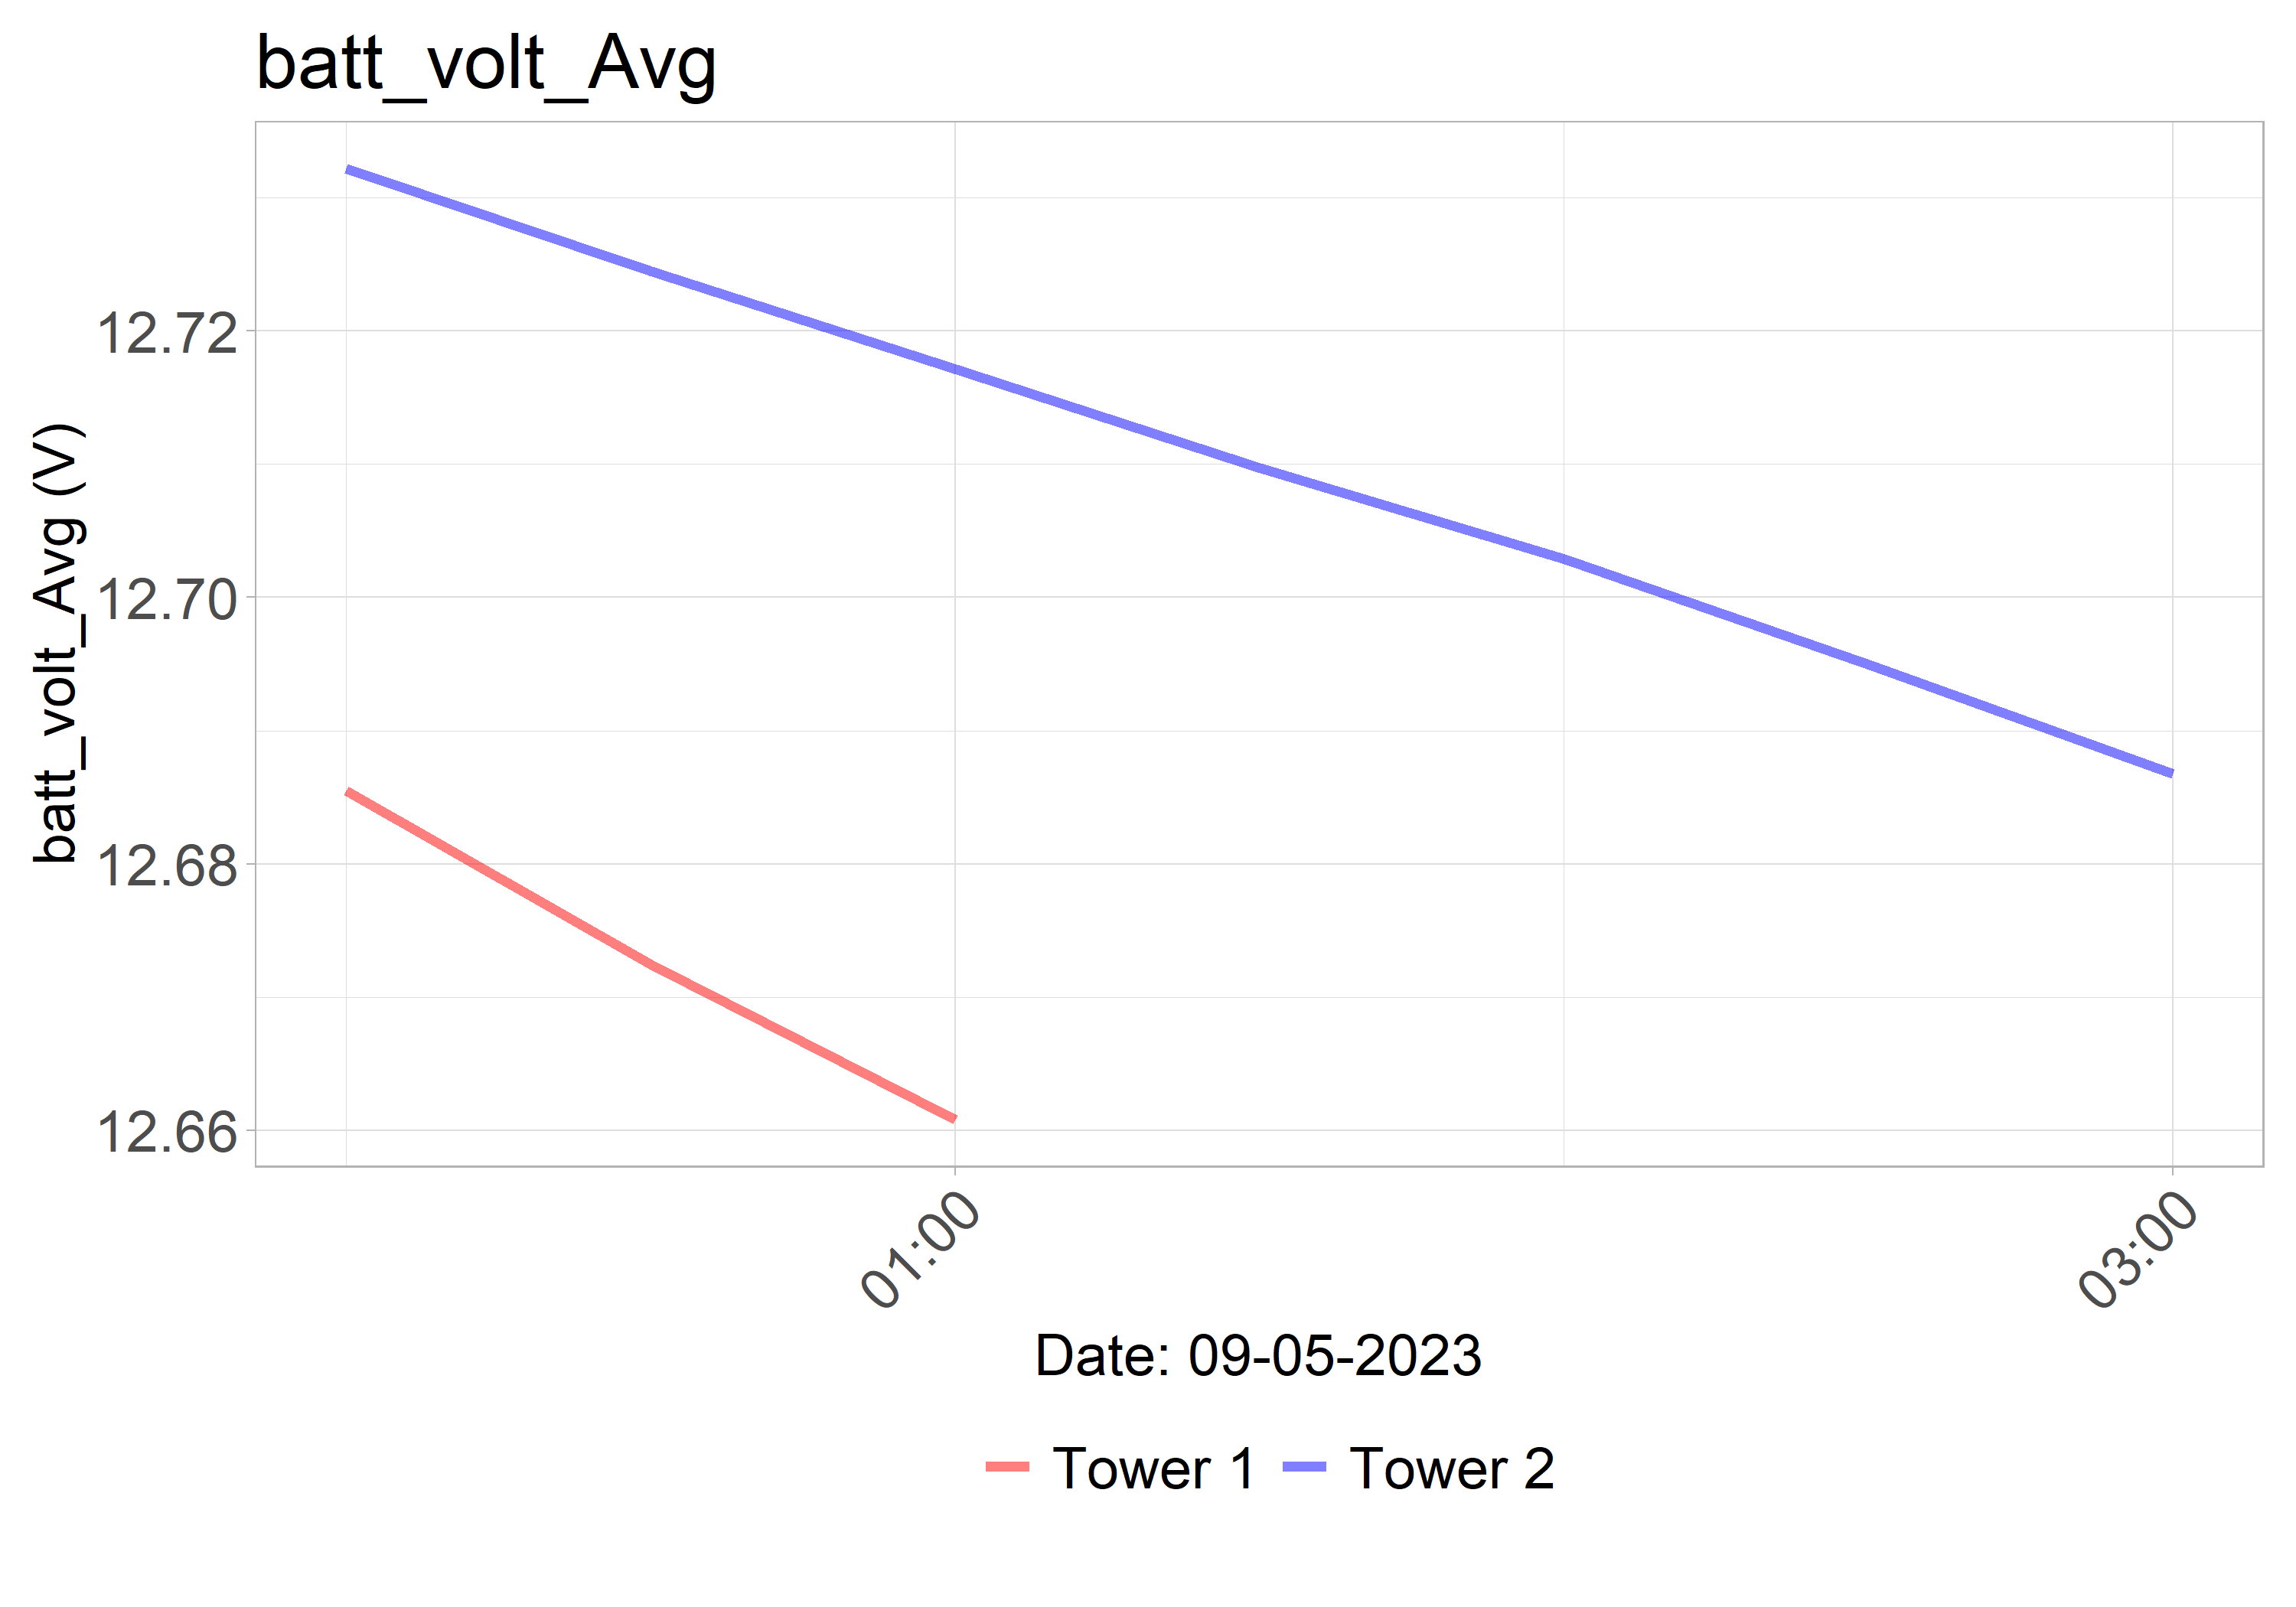 batt_volt_Avg
batt_volt_Avg (V)
12.72
12.70
12.68
12.66
01:00
03:00
Date: 09-05-2023
Tower 1
Tower 2